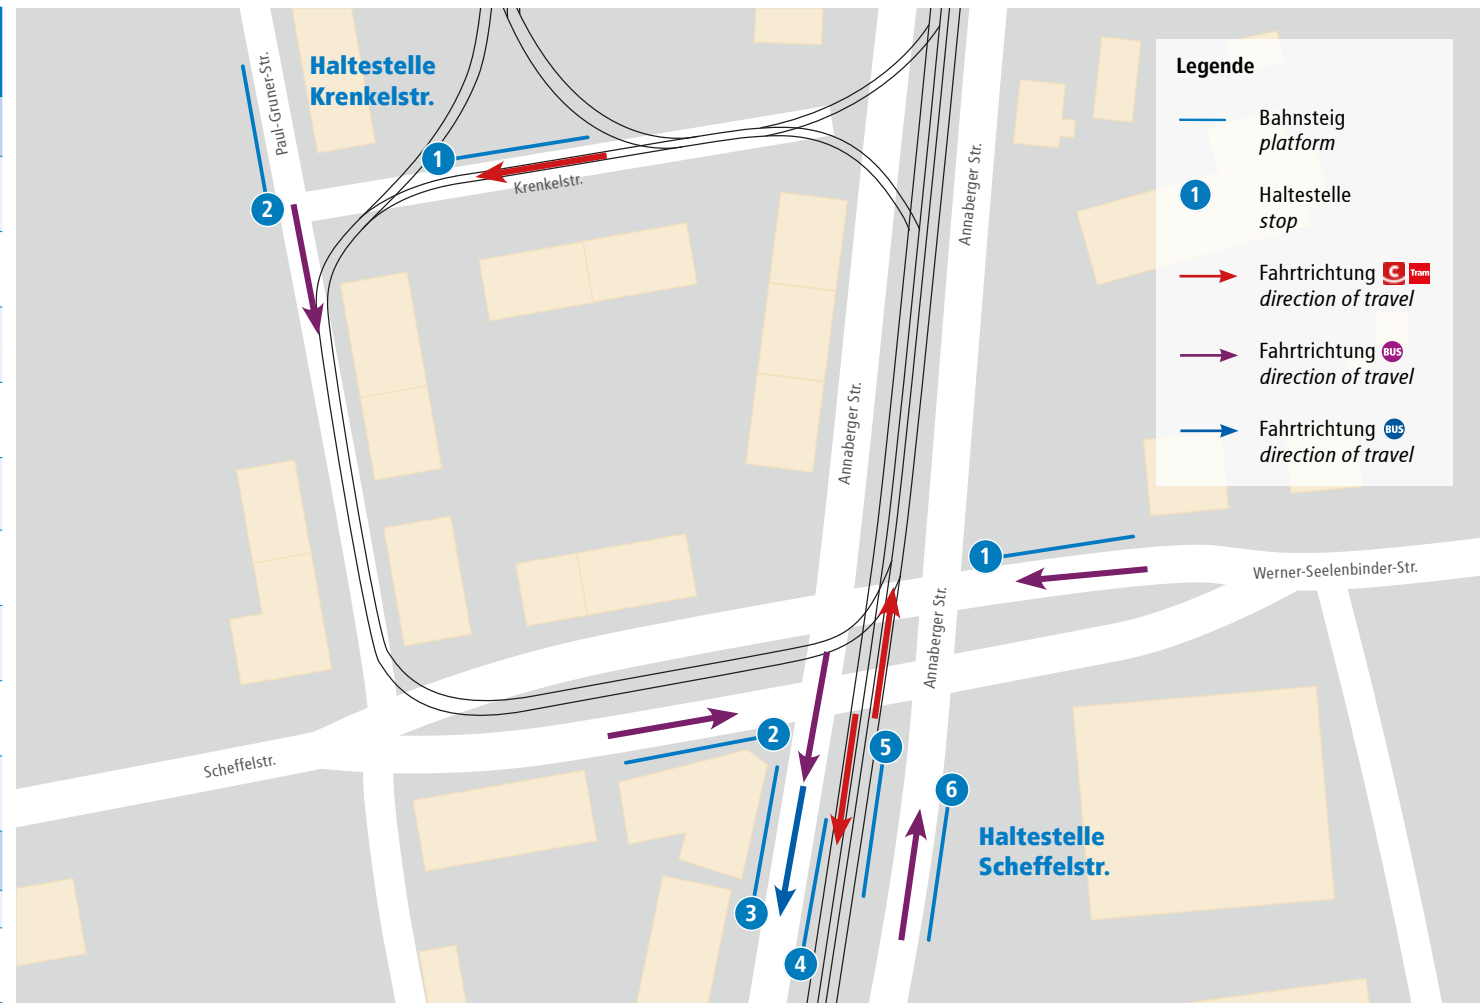 Haltestelle
Krenkelstr.
Paul-Gruner-Str.
1
2
Krenkelstr.
Annaberger Str.
Annaberger Str.
Annaberger Str.
Legende
Bahnsteig
platform
1
Haltestelle
stop
Fahrtrichtung C Tram
direction of travel
Fahrtrichtung BUS
direction of travel
Fahrtrichtung BUS
direction of travel
1
Werner-Seelenbinder-Str.
Scheffelstr.
2
5
6
Haltestelle
Scheffelstr.
3
4